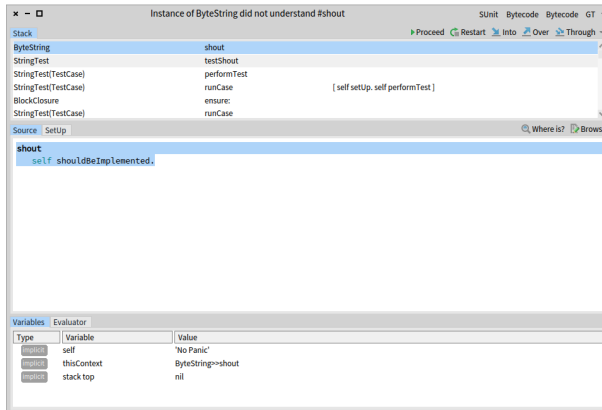 Instance of ByteString did not understand #shout SUnit Bytecode Bytecode GT
Stack Proceed Restart Into Over Through
ByteString shout
StringTest testShout
StringTest(TestCase) performTest
StringTest(TestCase) runCase [ self setUp. self performTest ]
BlockClosure ensure:
StringTest(TestCase) runCase
Source SetUp Where is? Brows
shout
self shouldBeImplemented.
Variables Evaluator
Type Variable Value
implicit self 'No Panic'
implicit thisContext ByteString>>shout
implicit stack top nil